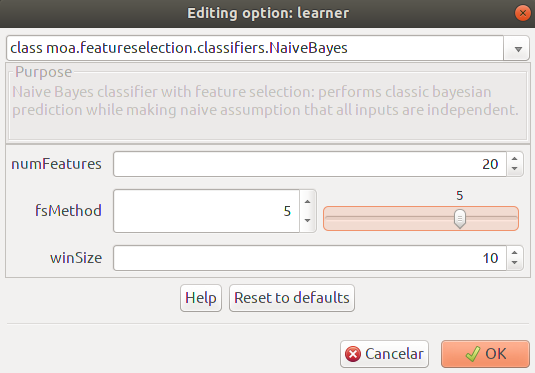 Editing option: learner
class moa.featureselection.classifiers.NaiveBayes
Purpose
Naive Bayes classifier with feature selection: performs classic bayesian
prediction while making naive assumption that all inputs are independent.
numFeatures 20
5
fsMethod 5
winSize 10
Help Reset to defaults
Cancelar OK